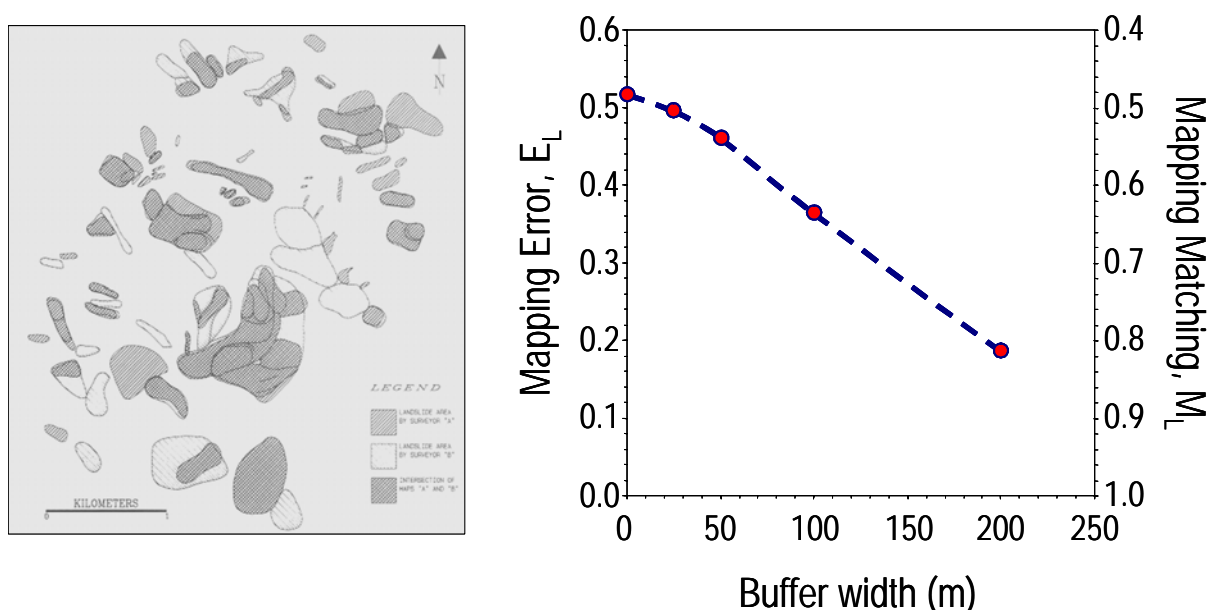 N
LEGEND
LANDSLIDE AREA
BY SURVEYOR "A"
LANDSLIDE AREA
BY SURVEYOR "B"
INTERSECTION OF
MAPS "A" AND "B"
KILOMETERS
0 1
Mapping Error, E_L
0.6
0.5
0.4
0.3
0.2
0.1
0.0
0 50 100 150 200 250
Buffer width (m)
0.4
0.5
0.6
0.7
0.8
0.9
1.0
Mapping Matching, M_L